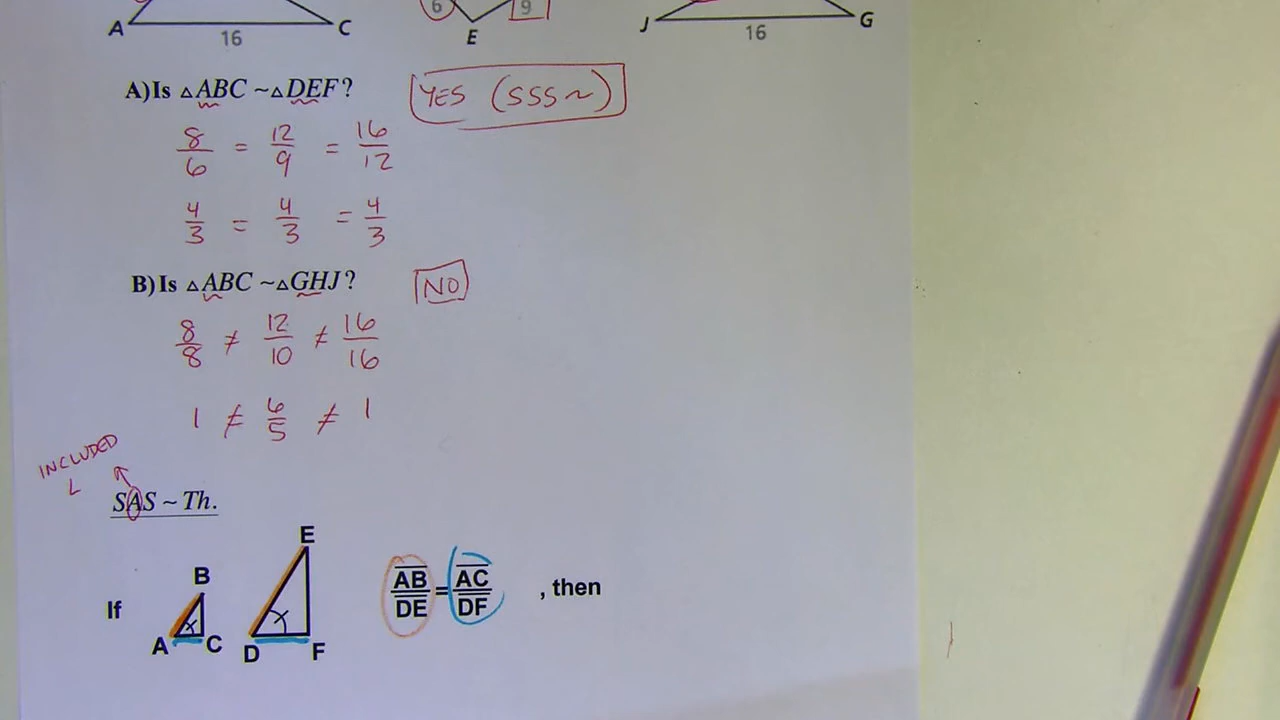 A 16 C 6 9 E J 16 G
A) Is △ABC ~ △DEF? YES (SSS ~)
8/6 = 12/9 = 16/12
4/3 = 4/3 = 4/3
B) Is △ABC ~ △GHJ? NO
8/8 ≠ 12/10 ≠ 16/16
1 ≠ 6/5 ≠ 1
INCLUDED
∠
SAS ~ Th.
If A B C D E F AB/DE = AC/DF , then